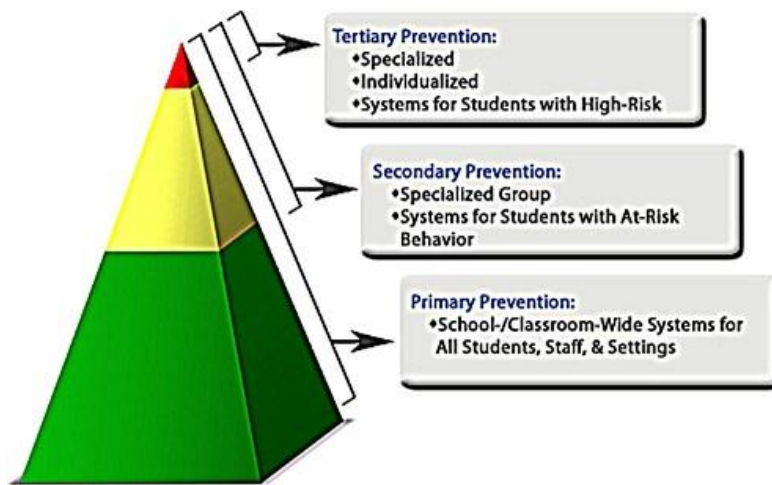 Tertiary Prevention:
◆Specialized
◆Individualized
◆Systems for Students with High-Risk
Secondary Prevention:
◆Specialized Group
◆Systems for Students with At-Risk
Behavior
Primary Prevention:
◆School-/Classroom-Wide Systems for
All Students, Staff, & Settings